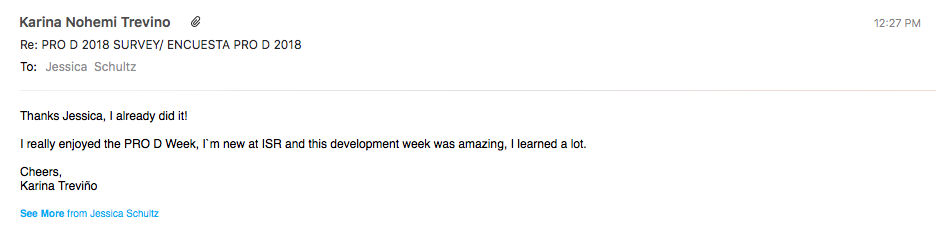 Karina Nohemi Trevino 12:27 PM
Re: PRO D 2018 SURVEY/ ENCUESTA PRO D 2018
To: Jessica Schultz
Thanks Jessica, I already did it!
I really enjoyed the PRO D Week, I`m new at ISR and this development week was amazing, I learned a lot.
Cheers,
Karina Treviño
See More from Jessica Schultz